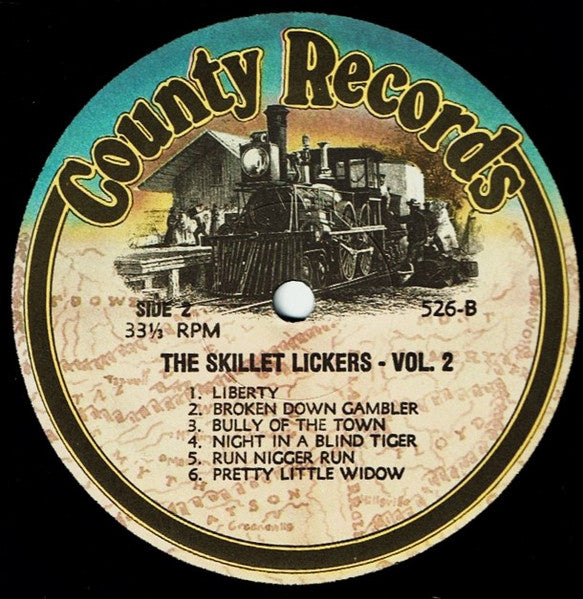 County Records
SIDE 2
33⅓ RPM
526-B
THE SKILLET LICKERS - VOL. 2
1. LIBERTY
2. BROKEN DOWN GAMBLER
3. BULLY OF THE TOWN
4. NIGHT IN A BLIND TIGER
5. RUN NIGGER RUN
6. PRETTY LITTLE WIDOW